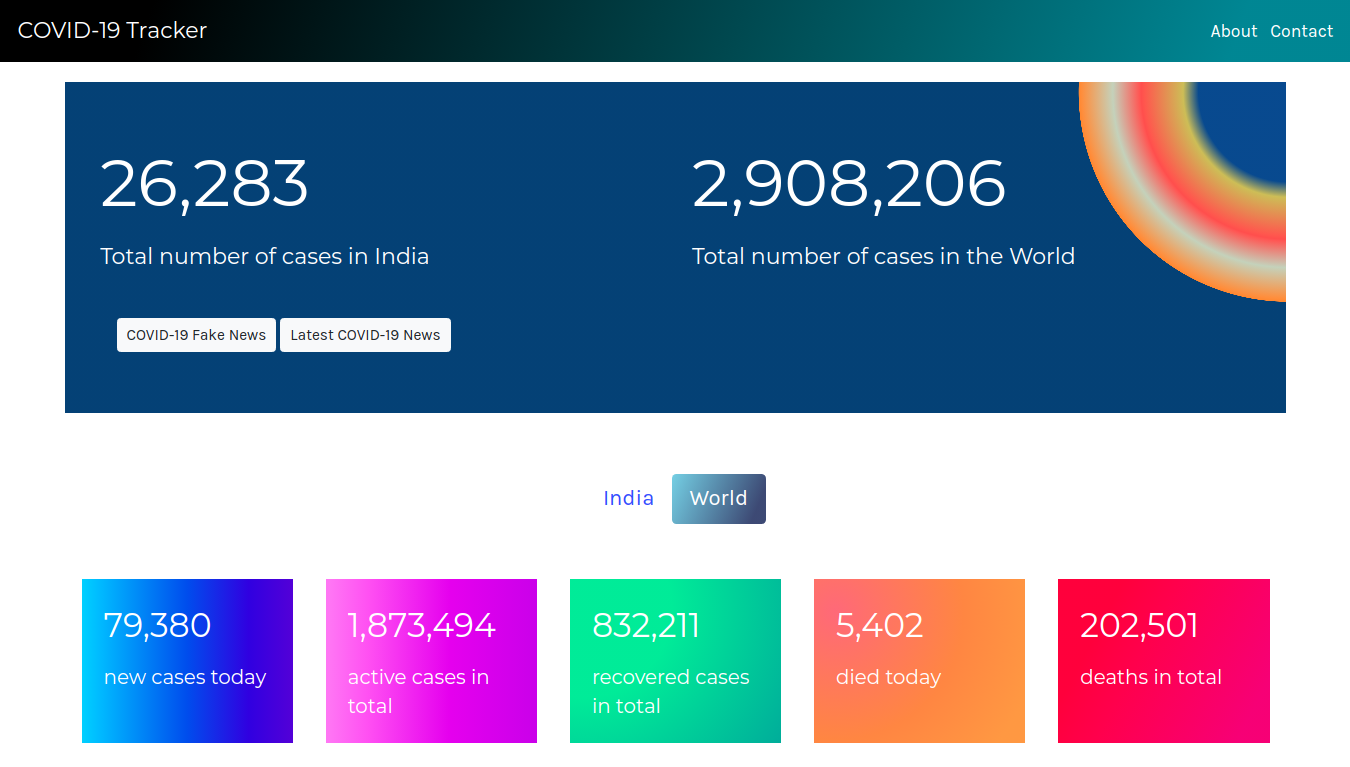 COVID-19 Tracker
About Contact
26,283
Total number of cases in India
2,908,206
Total number of cases in the World
COVID-19 Fake News
Latest COVID-19 News
India
World
79,380
new cases today
1,873,494
active cases in
total
832,211
recovered cases
in total
5,402
died today
202,501
deaths in total